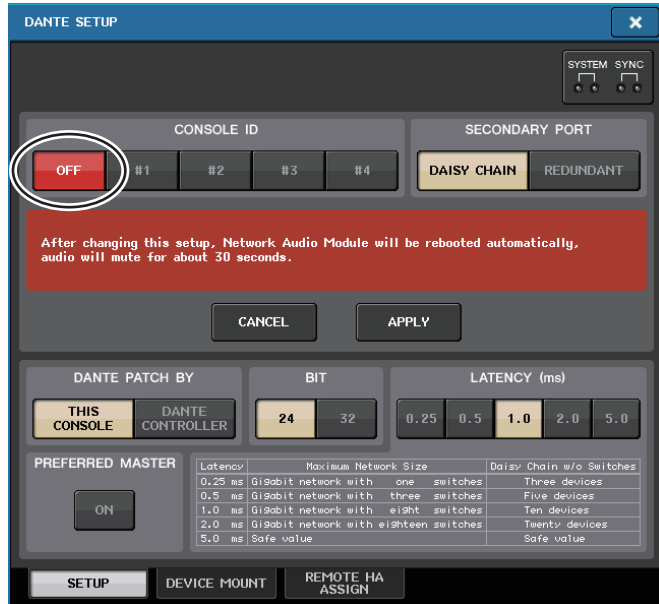 DANTE SETUP
SYSTEM SYNC
CONSOLE ID
SECONDARY PORT
OFF #1 #2 #3 #4
DAISY CHAIN REDUNDANT
After changing this setup, Network Audio Module will be rebooted automatically,
audio will mute for about 30 seconds.
CANCEL APPLY
DANTE PATCH BY
BIT
LATENCY (ms)
THIS
CONSOLE
DANTE
CONTROLLER
24 32
0.25 0.5 1.0 2.0 5.0
PREFERRED MASTER
ON
Latency Maximum Network Size Daisy Chain w/o Switches
0.25 ms Gigabit network with one switches Three devices
0.5 ms Gigabit network with three switches Five devices
1.0 ms Gigabit network with eight switches Ten devices
2.0 ms Gigabit network with eighteen switches Twenty devices
5.0 ms Safe value Safe value
SETUP
DEVICE MOUNT
REMOTE HA
ASSIGN